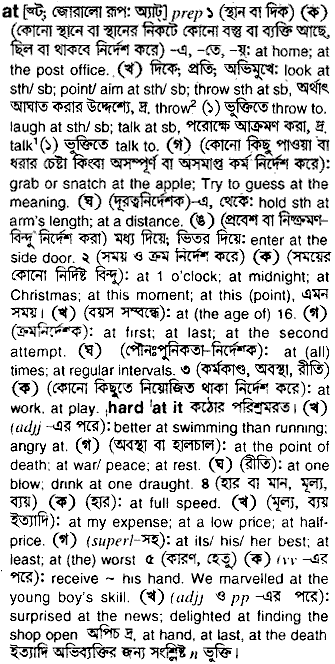 at [অ্যট; জোরালো রূপ: অ্যাট্] prep ১ (স্থান বা দিক) (ক)
(কোনো স্থানে বা স্থানের নিকটে কোনো বস্তু বা ব্যক্তি আছে,
ছিল বা থাকবে নির্দেশ করে) -এ, -তে, -য়: at home; at
the post office. (খ) দিকে; প্রতি; অভিমুখে: look at
sth/ sb; point/ aim at sth/ sb; throw sth at sb, অর্থাৎ
আঘাত করার উদ্দেশ্যে, দ্র. throw² (১) ভুক্তিতে throw to.
laugh at sth/ sb; talk at sb, পরোক্ষে আক্রমণ করা, দ্র.
talk¹ (১) ভুক্তিতে talk to. (গ) (কোনো কিছু পাওয়া বা
ধরার চেষ্টা কিংবা অসম্পূর্ণ বা অসমাপ্ত কর্ম নির্দেশ করে):
grab or snatch at the apple; Try to guess at the
meaning. (ঘ) (দূরত্বনির্দেশক)-এ, থেকে: hold sth at
arm's length; at a distance. (ঙ) (প্রবেশ বা নিষ্ক্রমণ-
বিন্দু নির্দেশ করা) মধ্য দিয়ে; ভিতর দিয়ে: enter at the
side door. ২ (সময় ও ক্রম নির্দেশ করে) (ক) (সময়ের
কোনো নির্দিষ্ট বিন্দু): at 1 o'clock; at midnight; at
Christmas; at this moment; at this (point), এমন
সময়। (খ) (বয়স সম্বন্ধে): at (the age of) 16. (গ)
(ক্রমনির্দেশক): at first; at last; at the second
attempt. (ঘ) (পৌনঃপুনিকতা-নির্দেশক): at (all)
times; at regular intervals. ৩ (কর্মকাণ্ড, অবস্থা, রীতি)
(ক) (কোনো কিছুতে নিয়োজিত থাকা নির্দেশ করে): at
work, at play. hard ˈat it কঠোর পরিশ্রমরত। (খ)
(adjj -এর পরে): better at swimming than running;
angry at. (গ) (অবস্থা বা হালচাল): at the point of
death; at war/ peace; at rest. (ঘ) (রীতি): at one
blow; drink at one draught. ৪ (হার বা মান, মূল্য,
ব্যয়) (ক) (হার): at full speed. (খ) (মূল্য, ব্যয়
ইত্যাদি): at my expense; at a low price; at half-
price. (গ) (superl-সহ): at its/ his/ her best; at
least; at (the) worst ৫ (কারণ, হেতু) (ক) (vv -এর
পরে): receive ~ his hand. We marvelled at the
young boy's skill. (খ) (adjj ও pp -এর পরে):
surprised at the news; delighted at finding the
shop open অপিচ দ্র. at hand, at last, at the death
ইত্যাদি অভিব্যক্তির জন্য সংশ্লিষ্ট n ভুক্তি।